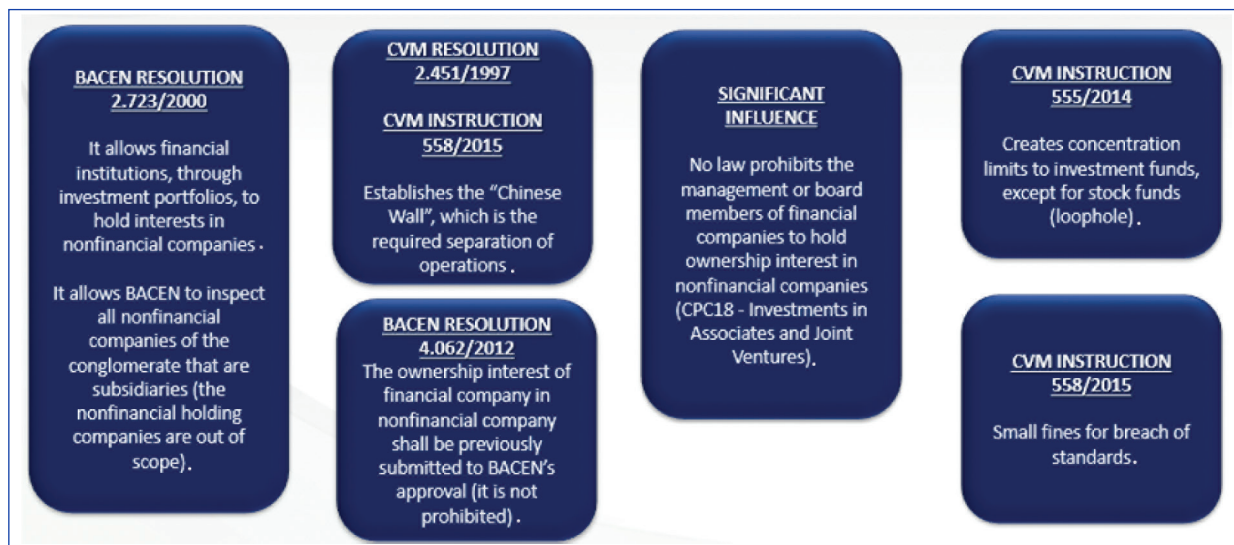 BACEN RESOLUTION
2.723/2000
It allows financial
institutions, through
investment portfolios, to
hold interests in
nonfinancial companies.
It allows BACEN to inspect
all nonfinancial
companies of the
conglomerate that are
subsidiaries (the
nonfinancial holding
companies are out of
scope).
CVM RESOLUTION
2.451/1997
CVM INSTRUCTION
558/2015
Establishes the “Chinese
Wall”, which is the
required separation of
operations.
BACEN RESOLUTION
4.062/2012
The ownership interest of
financial company in
nonfinancial company
shall be previously
submitted to BACEN’s
approval (it is not
prohibited).
SIGNIFICANT
INFLUENCE
No law prohibits the
management or board
members of financial
companies to hold
ownership interest in
nonfinancial companies
(CPC18 - Investments in
Associates and Joint
Ventures).
CVM INSTRUCTION
555/2014
Creates concentration
limits to investment funds,
except for stock funds
(loophole).
CVM INSTRUCTION
558/2015
Small fines for breach of
standards.